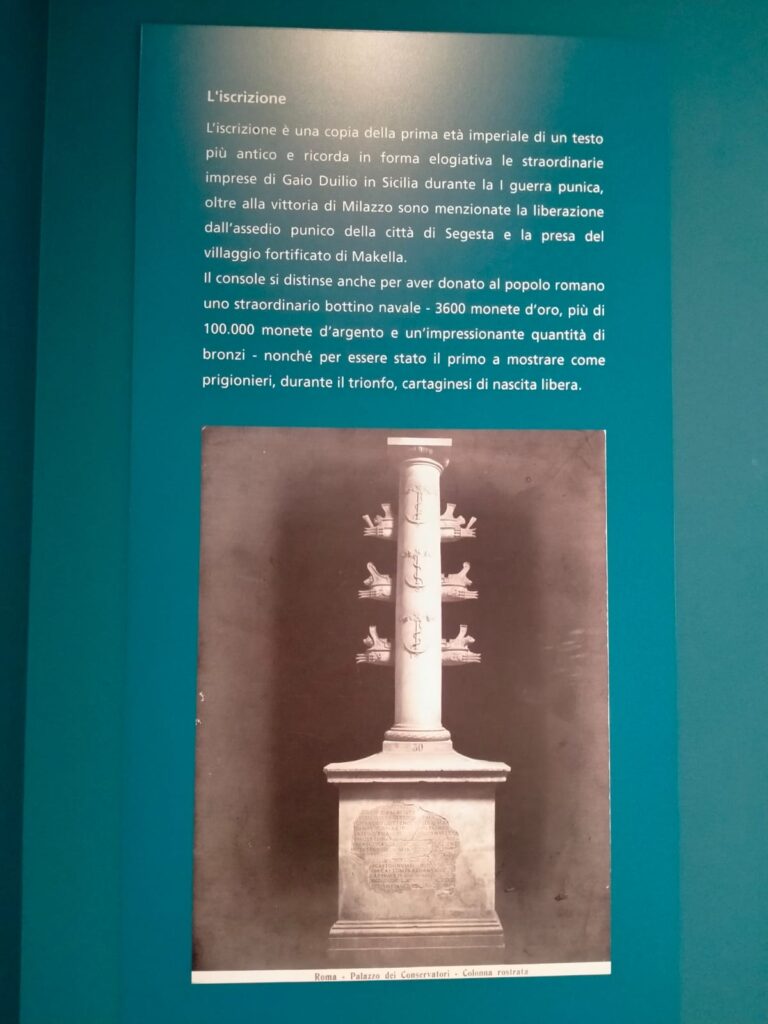 L'iscrizione
L'iscrizione è una copia della prima età imperiale di un testo
più antico e ricorda in forma elogiativa le straordinarie
imprese di Gaio Duilio in Sicilia durante la I guerra punica,
oltre alla vittoria di Milazzo sono menzionate la liberazione
dall'assedio punico della città di Segesta e la presa del
villaggio fortificato di Makella.
Il console si distinse anche per aver donato al popolo romano
uno straordinario bottino navale - 3600 monete d'oro, più di
100.000 monete d'argento e un'impressionante quantità di
bronzi - nonché per essere stato il primo a mostrare come
prigionieri, durante il trionfo, cartaginesi di nascita libera.
30
Roma - Palazzo dei Conservatori - Colonna rostrata